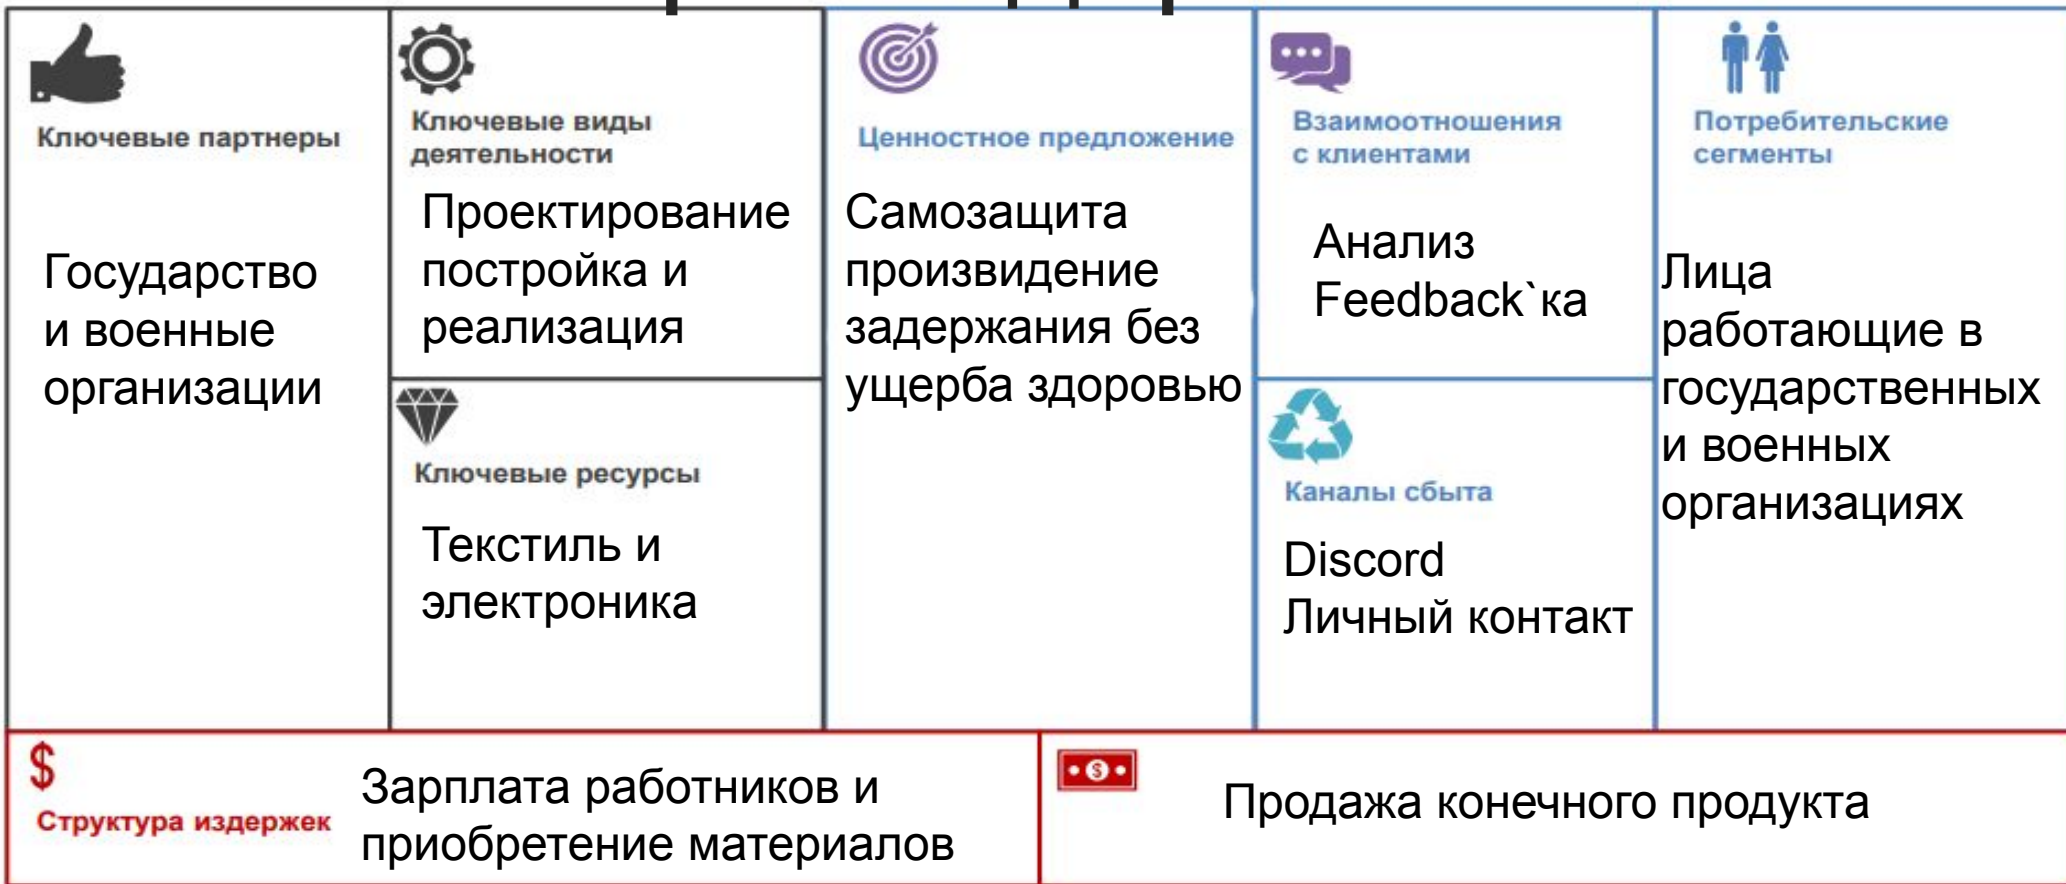 Ключевые партнеры
Государство
и военные
организации
Ключевые виды
деятельности
Проектирование
постройка и
реализация
Ключевые ресурсы
Текстиль и
электроника
Ценностное предложение
Самозащита
произвидение
задержания без
ущерба здоровью
Взаимоотношения
с клиентами
Анализ
Feedback`ка
Каналы сбыта
Discord
Личный контакт
Потребительские
сегменты
Лица
работающие в
государственных
и военных
организациях
$
Структура издержек
Зарплата работников и
приобретение материалов
$
Продажа конечного продукта